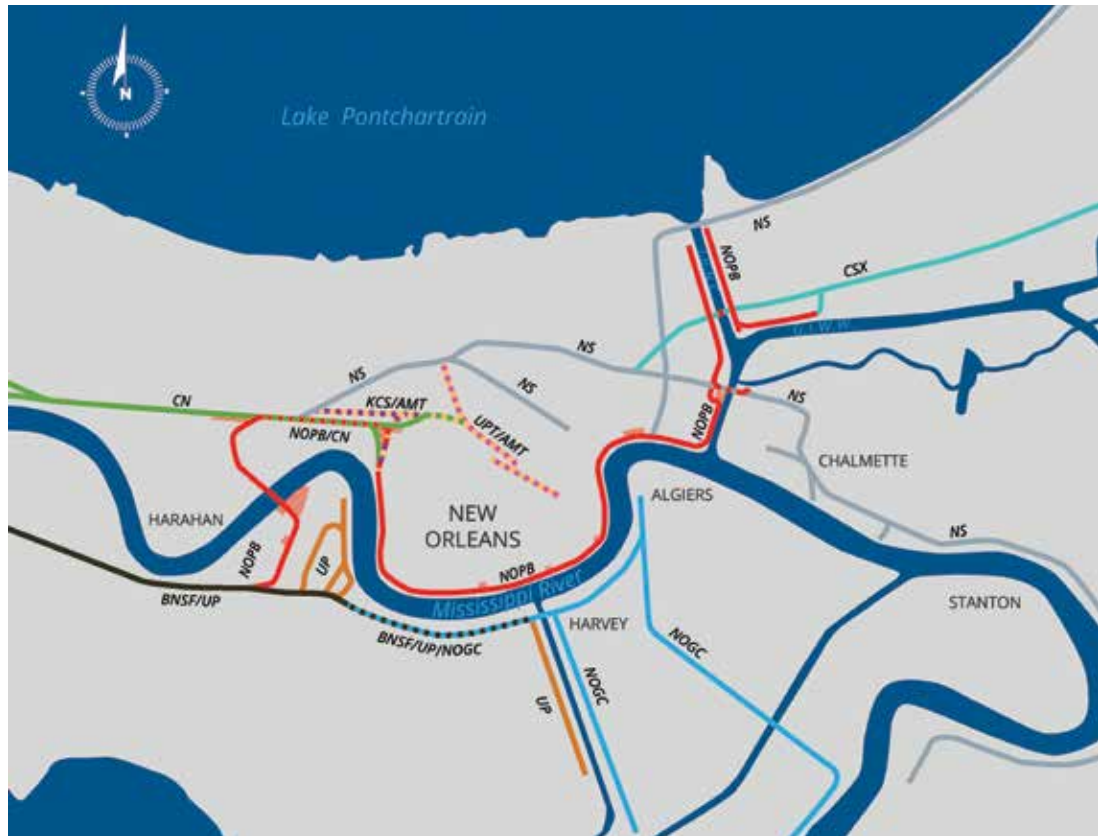 N
Lake Pontchartrain
NS
NOPB
CSX
G I W W
NS
NS
NS
NS
CN
KCS/AMT
NOPB/CN
UPT/AMT
NOPB
CHALMETTE
ALGIERS
HARAHAN
NEW
ORLEANS
NOPB
UP
NS
BNSF/UP
NOPB
Mississippi River
STANTON
HARVEY
BNSF/UP/NOGC
NOGC
NOGC
UP